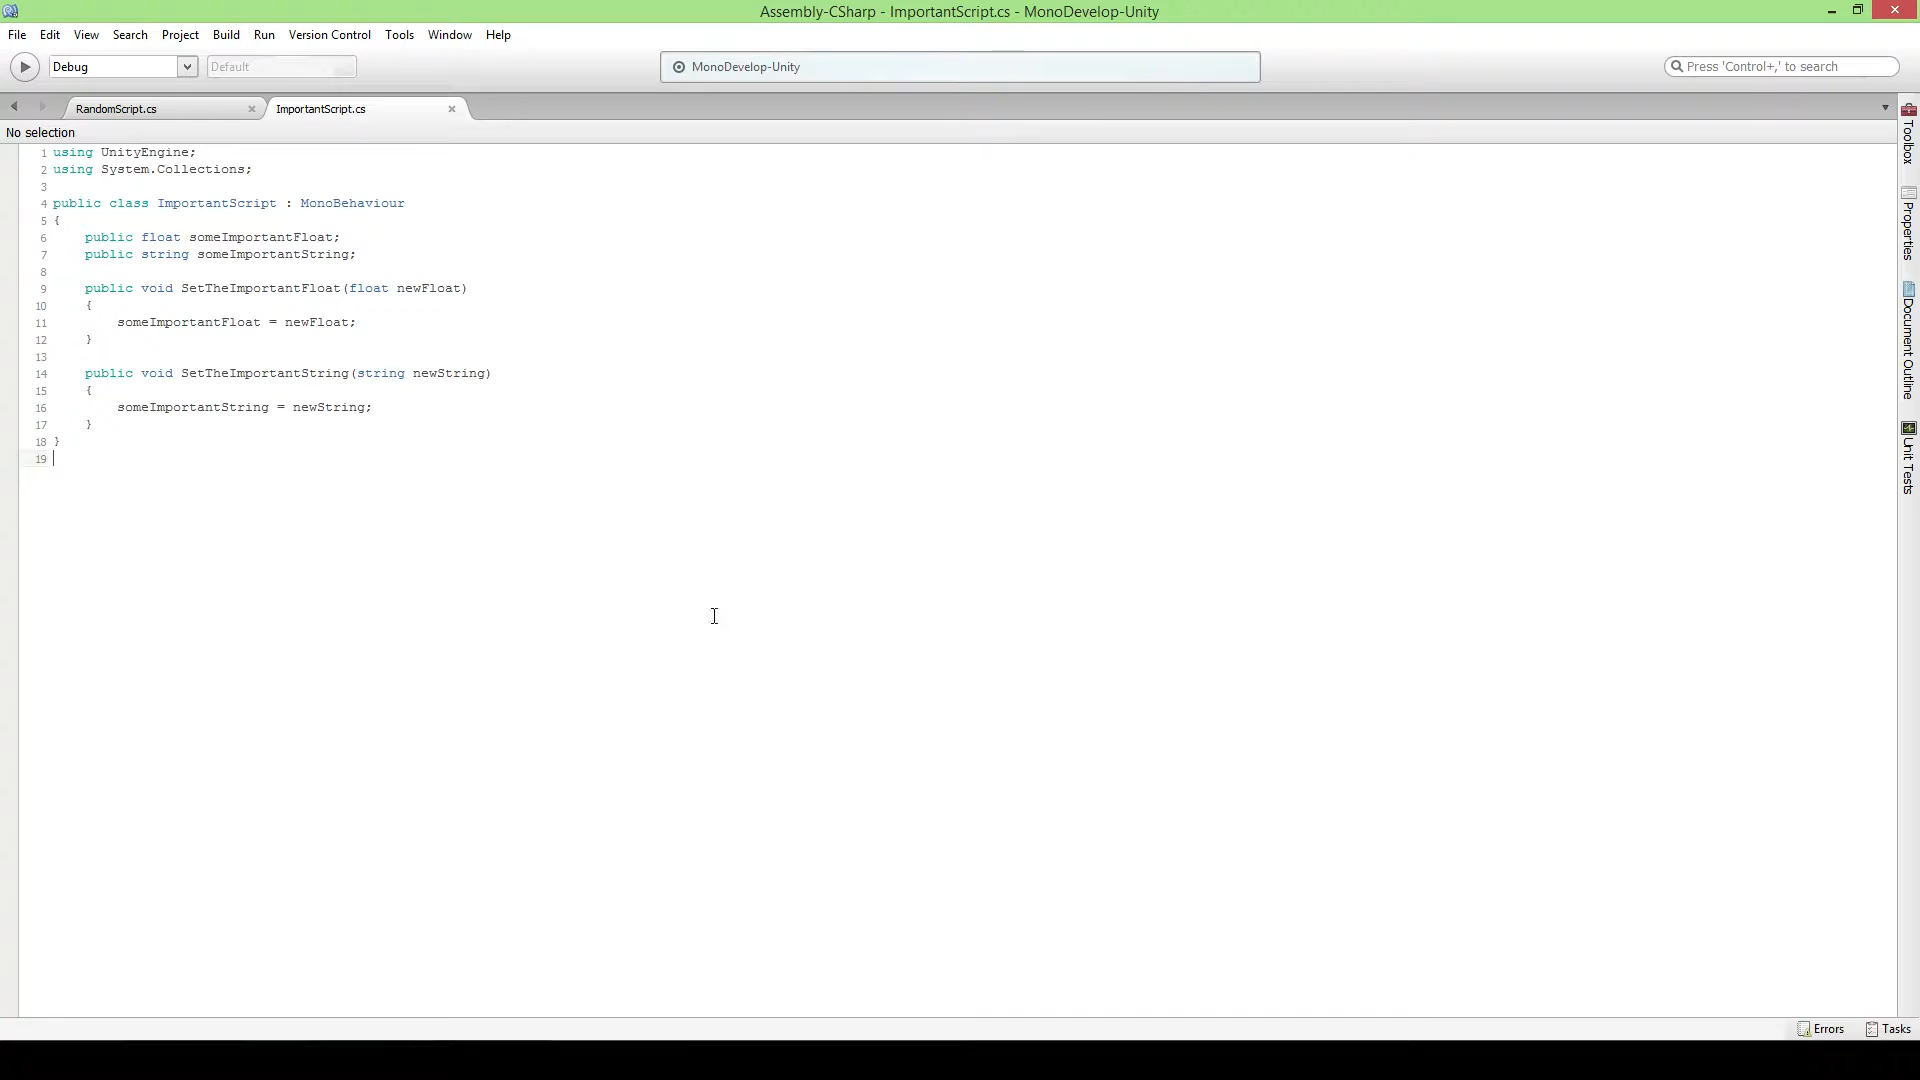 Assembly-CSharp - ImportantScript.cs - MonoDevelop-Unity
File Edit View Search Project Build Run Version Control Tools Window Help
Debug Default MonoDevelop-Unity Press 'Control+,' to search
RandomScript.cs ImportantScript.cs
No selection
1 using UnityEngine;
2 using System.Collections;
3
4 public class ImportantScript : MonoBehaviour
5 {
6     public float someImportantFloat;
7     public string someImportantString;
8
9     public void SetTheImportantFloat(float newFloat)
10     {
11         someImportantFloat = newFloat;
12     }
13
14     public void SetTheImportantString(string newString)
15     {
16         someImportantString = newString;
17     }
18 }
19
Toolbox
Properties
Document Outline
Unit Tests
Errors Tasks